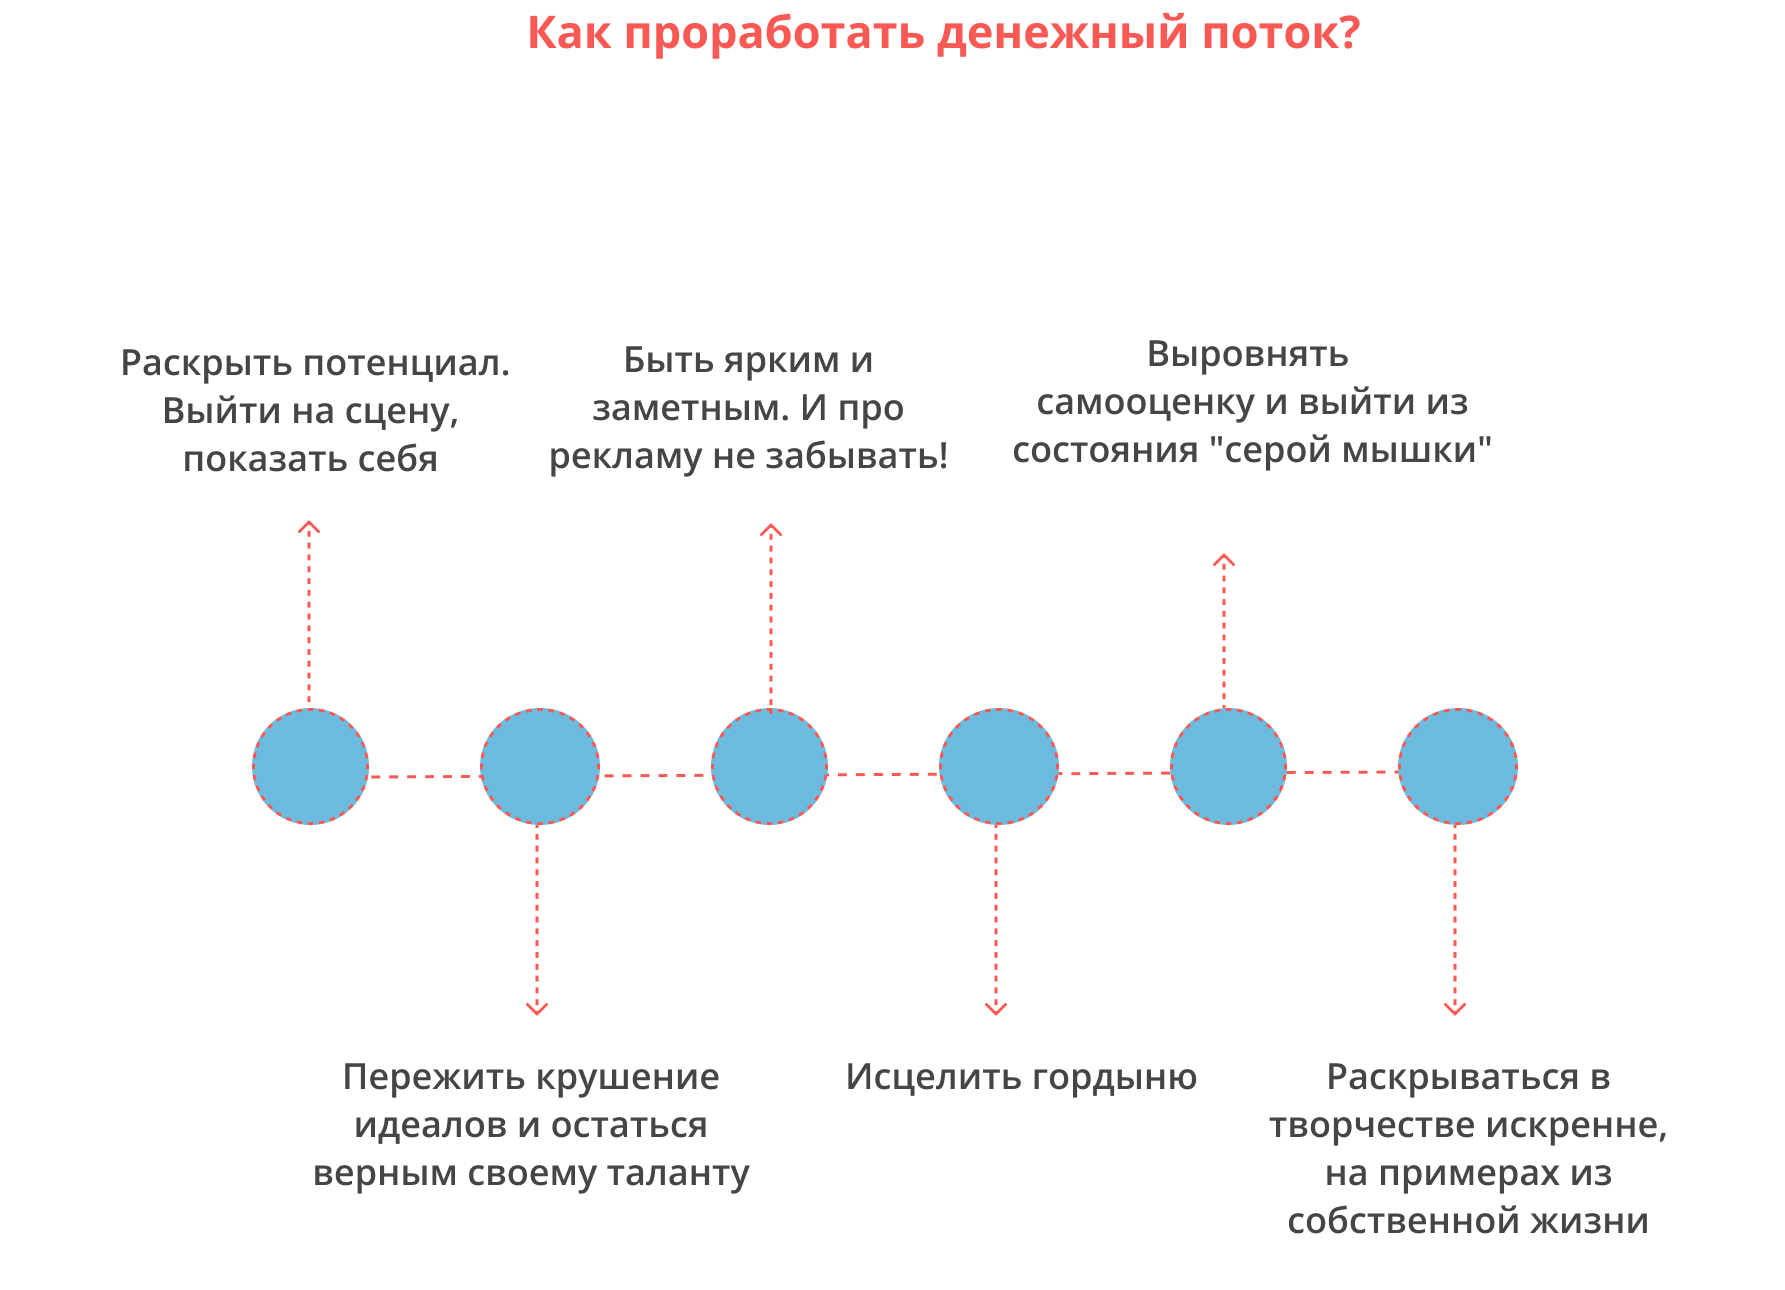 Как проработать денежный поток?
Раскрыть потенциал.
Выйти на сцену,
показать себя
Быть ярким и
заметным. И про
рекламу не забывать!
Выровнять
самооценку и выйти из
состояния "серой мышки"
Пережить крушение
идеалов и остаться
верным своему таланту
Исцелить гордыню
Раскрываться в
творчестве искренне,
на примерах из
собственной жизни